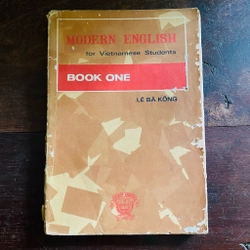 MODERN ENGLISH
for Vietnamese Students
BOOK ONE
LÊ BÁ KÔNG